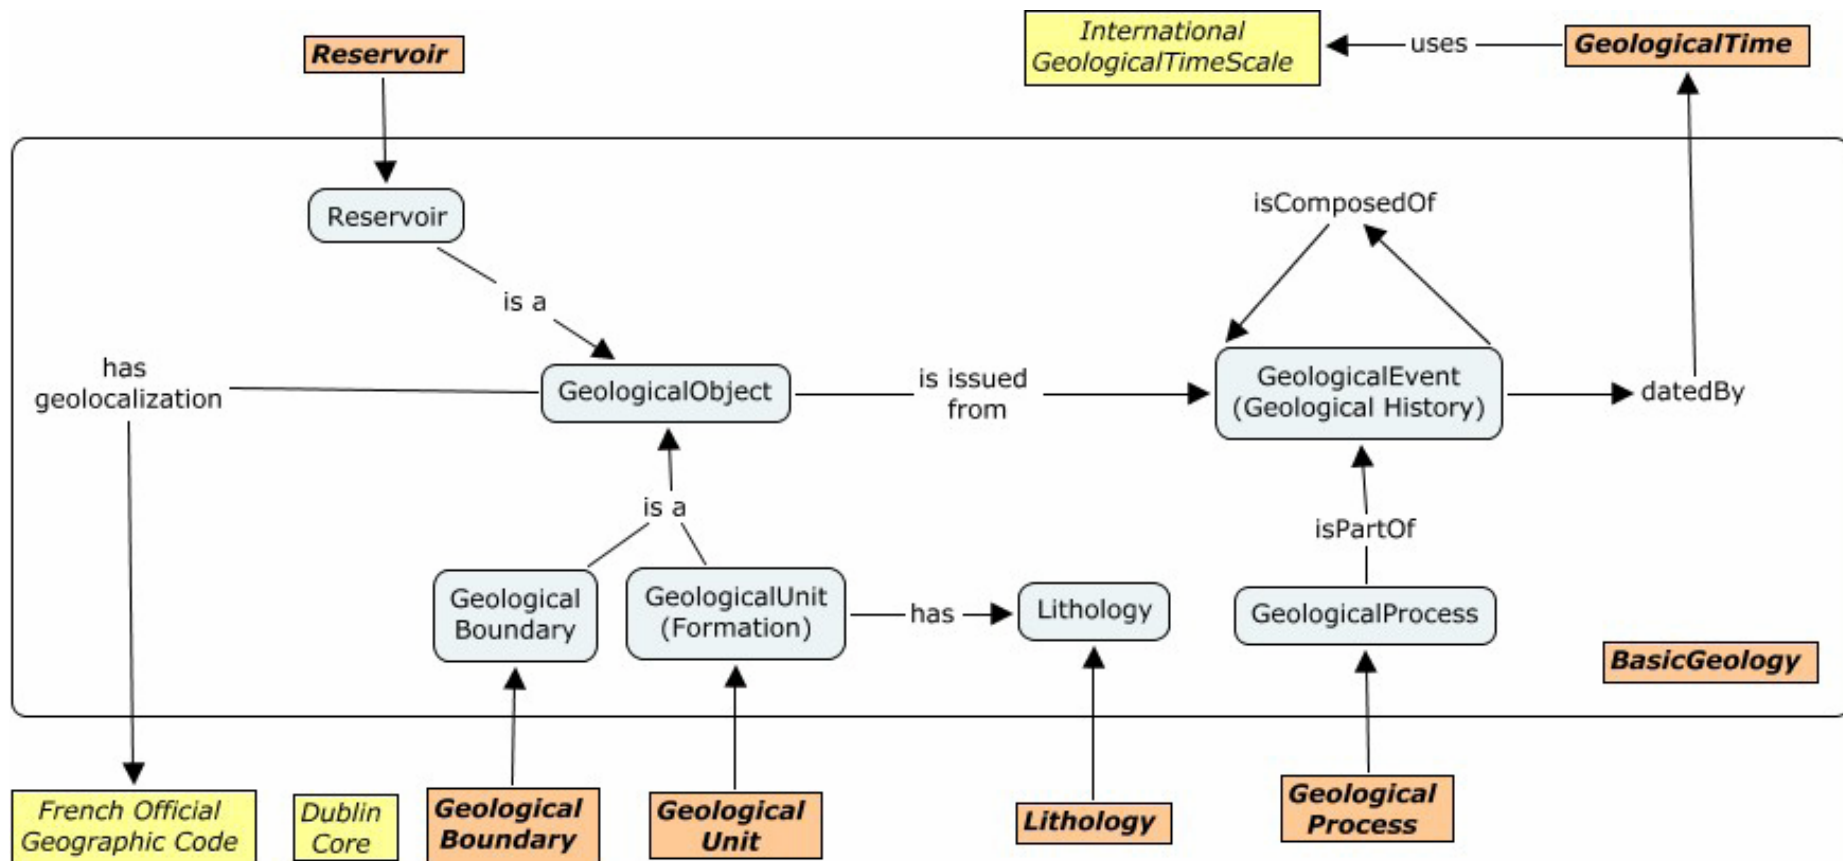 International
GeologicalTimeScale
uses
GeologicalTime
Reservoir
Reservoir
isComposedOf
is a
has
geolocalization
GeologicalObject
is issued
from
GeologicalEvent
(Geological History)
datedBy
is a
isPartOf
Geological
Boundary
GeologicalUnit
(Formation)
has
Lithology
GeologicalProcess
BasicGeology
French Official
Geographic Code
Dublin
Core
Geological
Boundary
Geological
Unit
Lithology
Geological
Process